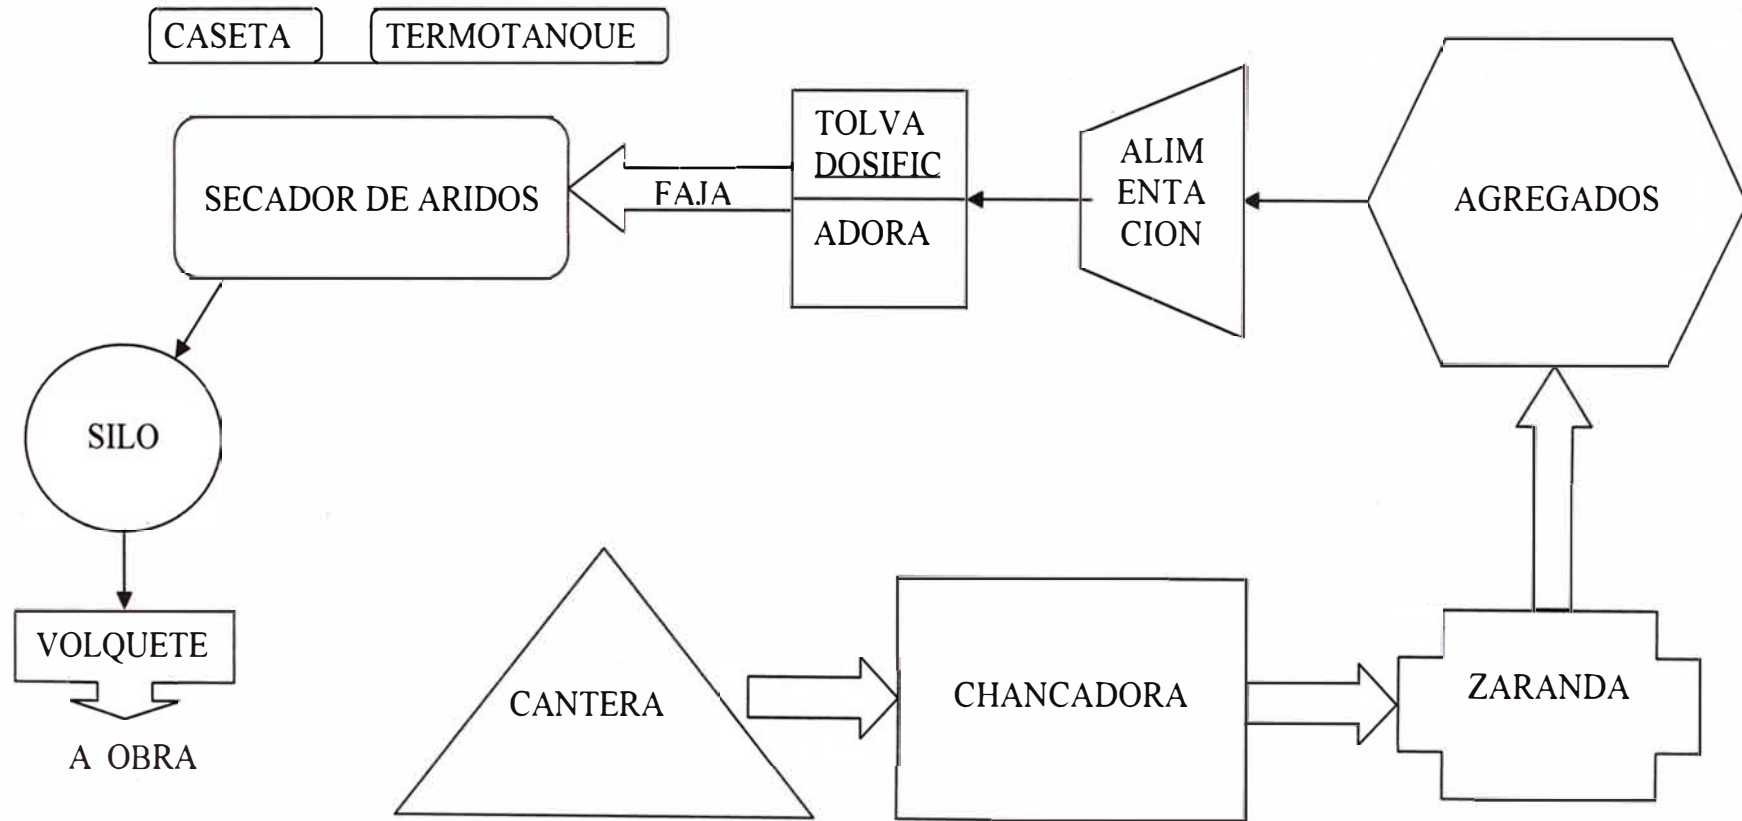 CASETA
TERMOTANQUE
TOLVA
DOSIFIC
ADORA
ALIM
ENTA
CION
SECADOR DE ARIDOS
FAJA
AGREGADOS
SILO
VOLQUETE
A OBRA
CANTERA
CHANCADORA
ZARANDA